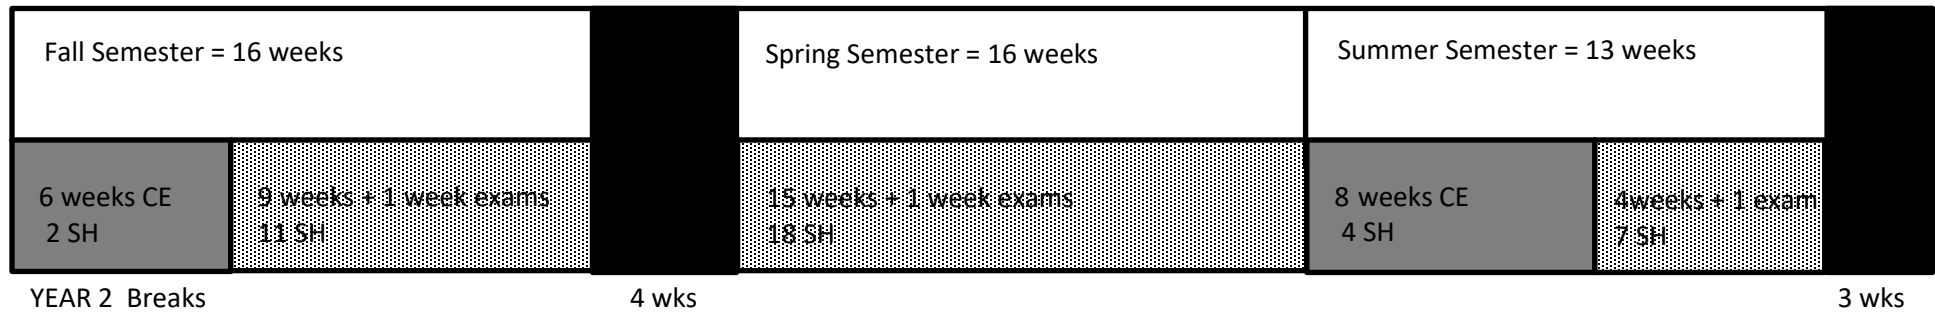 Fall Semester = 16 weeks
Spring Semester = 16 weeks
Summer Semester = 13 weeks
6 weeks CE
2 SH
9 weeks + 1 week exams
11 SH
15 weeks + 1 week exams
18 SH
8 weeks CE
4 SH
4weeks + 1 exam
7 SH
YEAR 2  Breaks
4 wks
3 wks